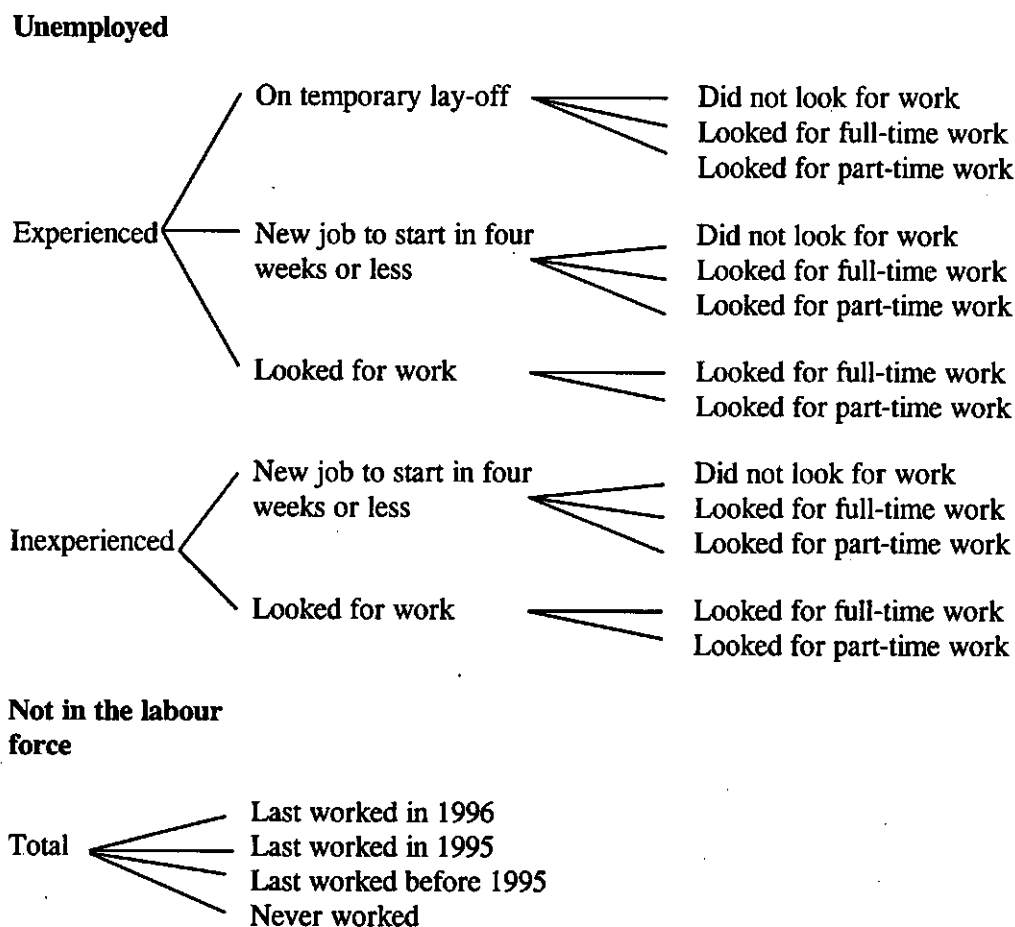 Unemployed
On temporary lay-off
Did not look for work
Looked for full-time work
Looked for part-time work
Experienced
New job to start in four
weeks or less
Did not look for work
Looked for full-time work
Looked for part-time work
Looked for work
Looked for full-time work
Looked for part-time work
Inexperienced
New job to start in four
weeks or less
Did not look for work
Looked for full-time work
Looked for part-time work
Looked for work
Looked for full-time work
Looked for part-time work
Not in the labour
force
Total
Last worked in 1996
Last worked in 1995
Last worked before 1995
Never worked